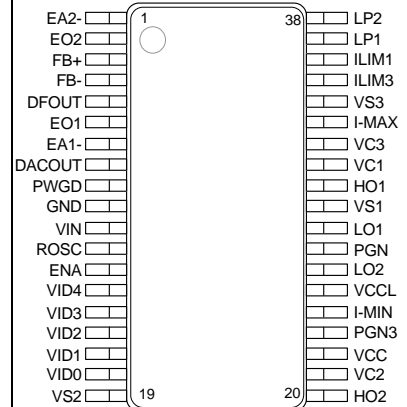 EA2- 1 38 LP2
EO2 LP1
FB+ ILIM1
FB- ILIM3
DFOUT VS3
EO1 I-MAX
EA1- VC3
DACOUT VC1
PWGD HO1
GND VS1
VIN LO1
ROSC PGN
ENA LO2
VID4 VCCL
VID3 I-MIN
VID2 PGN3
VID1 VCC
VID0 VC2
VS2 19 20 HO2